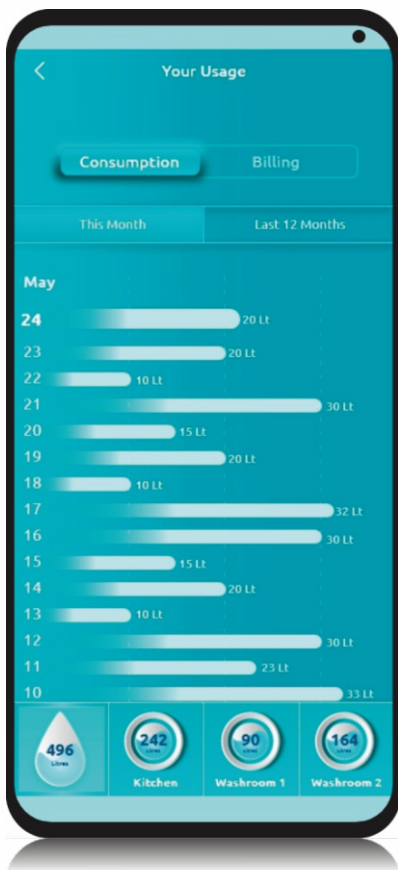 Your Usage
Consumption Billing
This Month Last 12 Months
May
24 20 Lt
23 20 Lt
22 10 Lt
21 30 Lt
20 15 Lt
19 20 Lt
18 10 Lt
17 32 Lt
16 30 Lt
15 15 Lt
14 20 Lt
13 10 Lt
12 30 Lt
11 23 Lt
10 33 Lt
496 242 90 164
Litres Litres Litres Litres
Kitchen Washroom 1 Washroom 2